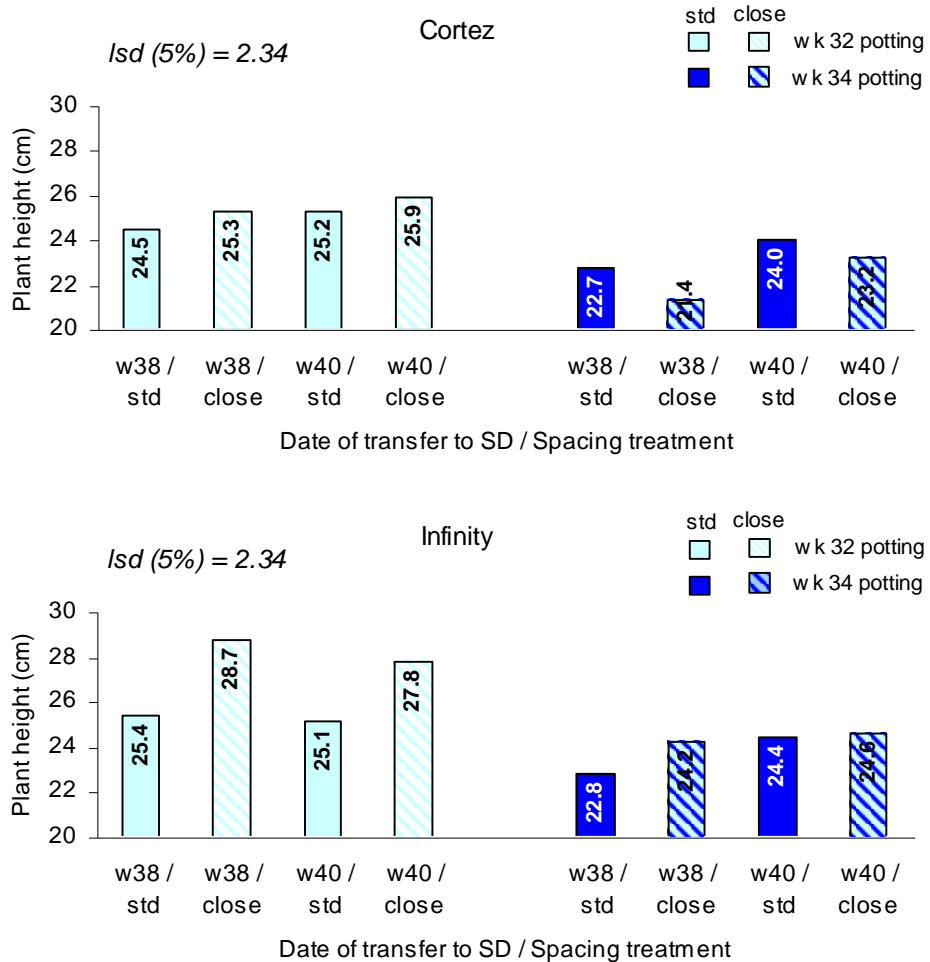 Cortez
std close
lsd (5%) = 2.34
wk 32 potting
wk 34 potting
Plant height (cm)
30
28
26
24
22
20
24.5
25.3
25.2
25.9
22.7
21.4
24.0
23.2
w38 / w38 / w40 / w40 / w38 / w38 / w40 / w40 /
std close std close std close std close
Date of transfer to SD / Spacing treatment
Infinity
std close
lsd (5%) = 2.34
wk 32 potting
wk 34 potting
Plant height (cm)
30
28
26
24
22
20
25.4
28.7
25.1
27.8
22.8
24.2
24.4
24.6
w38 / w38 / w40 / w40 / w38 / w38 / w40 / w40 /
std close std close std close std close
Date of transfer to SD / Spacing treatment